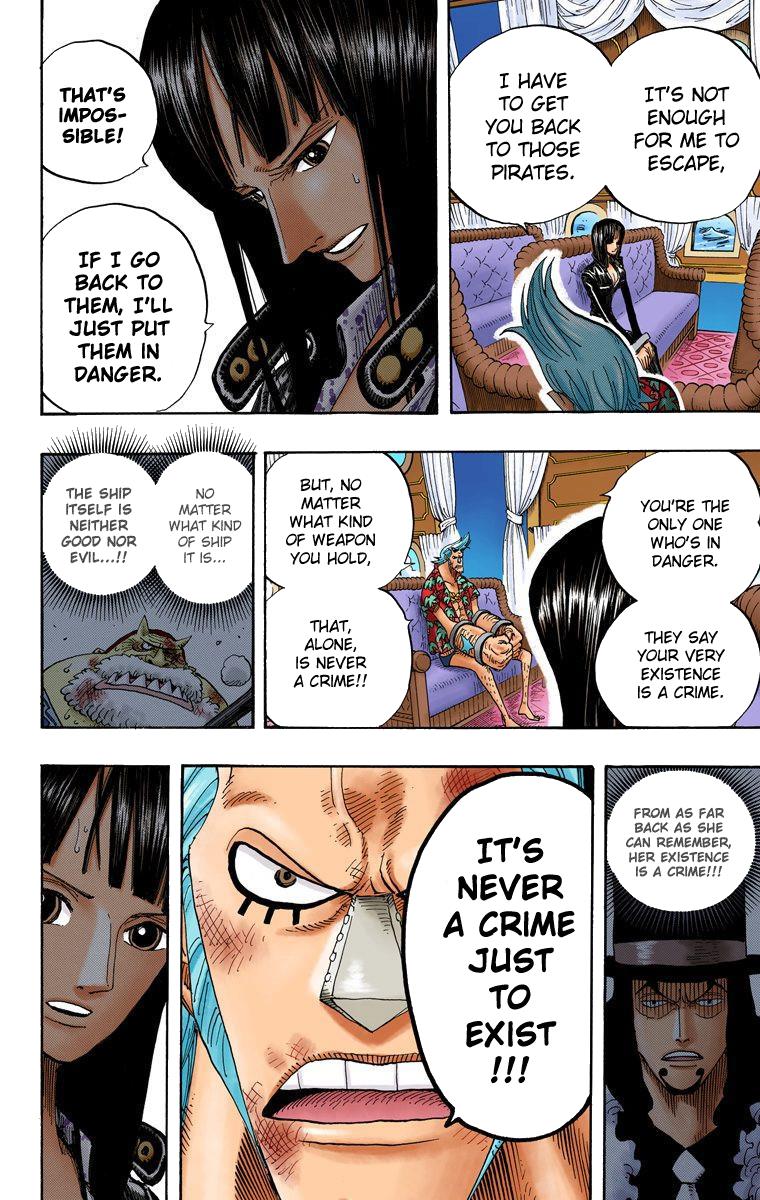 IT'S NOT
ENOUGH
FOR ME TO
ESCAPE,
I HAVE
TO GET
YOU BACK
TO THOSE
PIRATES.
THAT'S
IMPOS-
SIBLE!
IF I GO
BACK TO
THEM, I'LL
JUST PUT
THEM IN
DANGER.
YOU'RE THE
ONLY ONE
WHO'S IN
DANGER.
THEY SAY
YOUR VERY
EXISTENCE
IS A CRIME.
BUT, NO
MATTER
WHAT KIND
OF WEAPON
YOU HOLD,
THAT,
ALONE,
IS NEVER
A CRIME!!
NO
MATTER
WHAT KIND
OF SHIP
IT IS...
THE SHIP
ITSELF IS
NEITHER
GOOD NOR
EVIL...!!
FROM AS FAR
BACK AS SHE
CAN REMEMBER,
HER EXISTENCE
IS A CRIME!!!
IT'S
NEVER
A CRIME
JUST
TO
EXIST
!!!